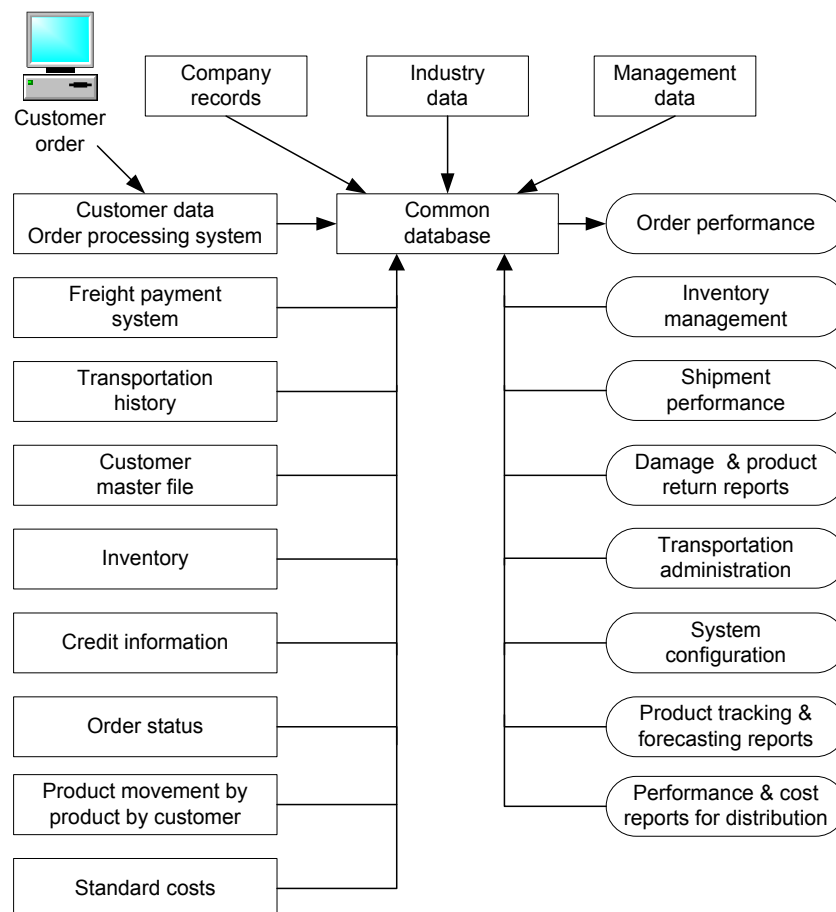 Customer
order
Company
records
Industry
data
Management
data
Customer data
Order processing system
Common
database
Order performance
Freight payment
system
Inventory
management
Transportation
history
Shipment
performance
Customer
master file
Damage & product
return reports
Inventory
Transportation
administration
Credit information
System
configuration
Order status
Product tracking &
forecasting reports
Product movement by
product by customer
Performance & cost
reports for distribution
Standard costs